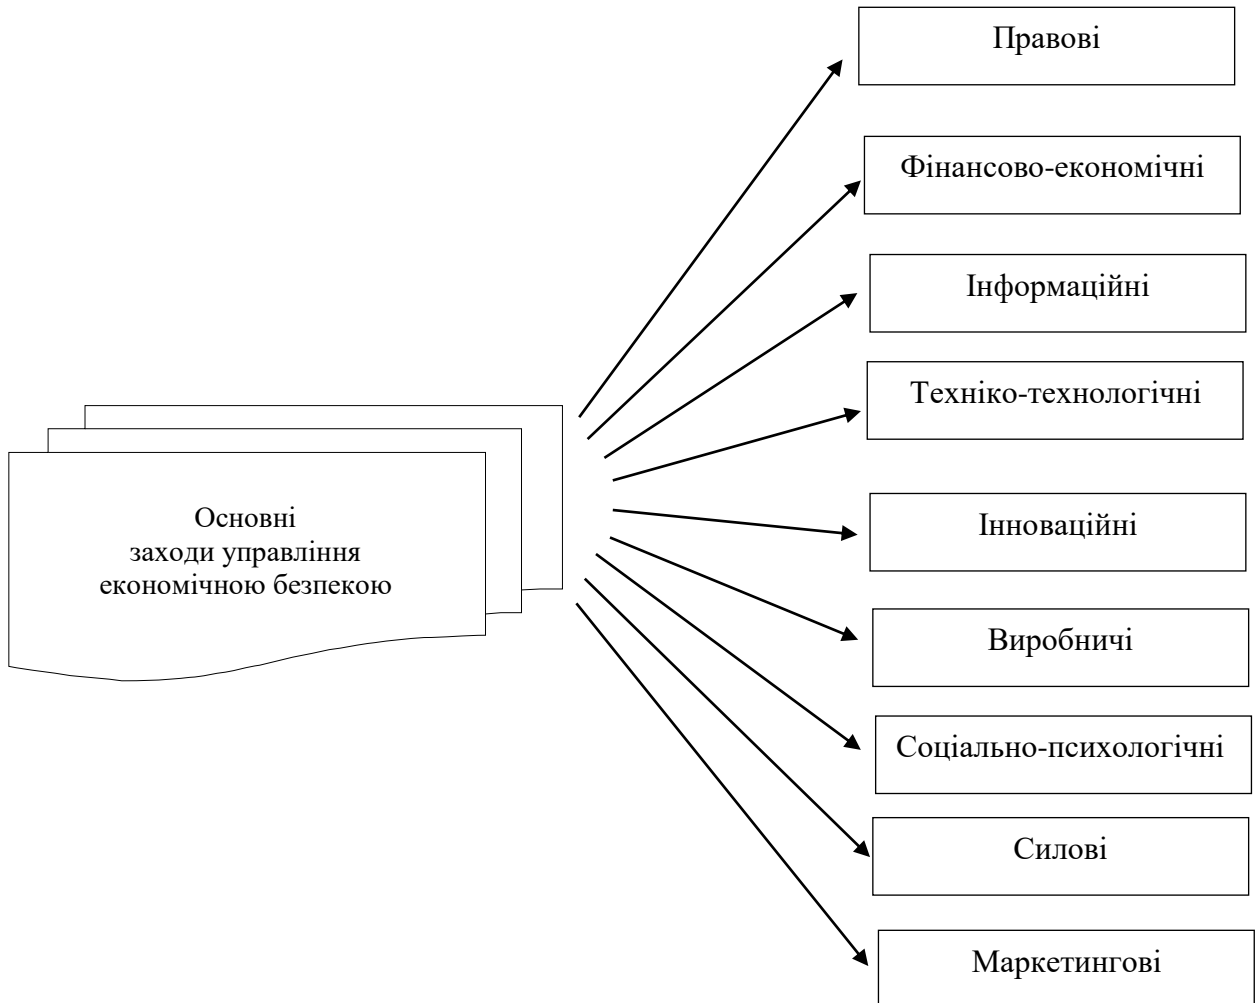 Основні
заходи управління
економічною безпекою
Правові
Фінансово-економічні
Інформаційні
Техніко-технологічні
Інноваційні
Виробничі
Соціально-психологічні
Силові
Маркетингові